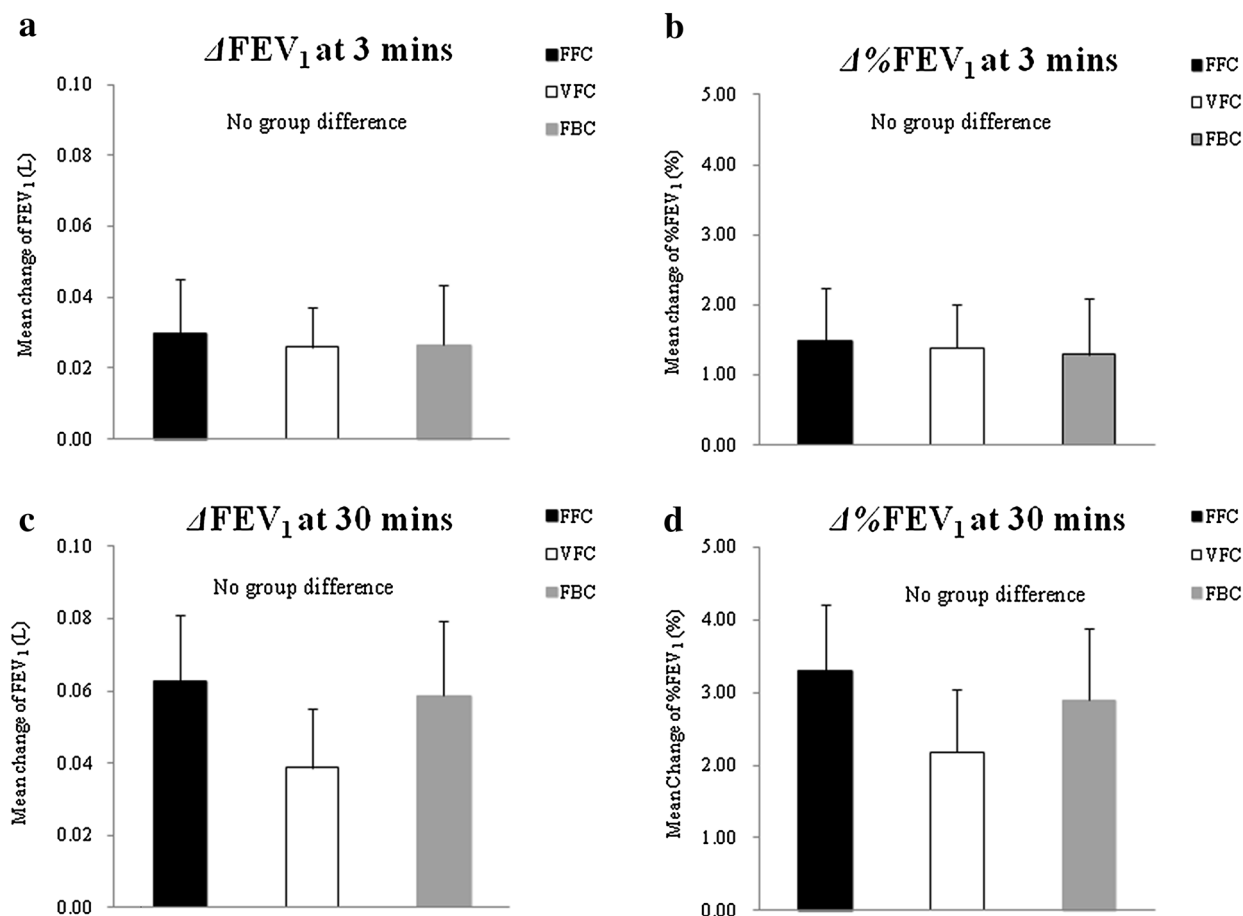 a
ΔFEV1 at 3 mins
FFC
VFC
FBC
No group difference
Mean change of FEV1 (L)
0.10
0.08
0.06
0.04
0.02
0.00
b
Δ%FEV1 at 3 mins
FFC
VFC
FBC
No group difference
Mean change of %FEV1 (%)
5.00
4.00
3.00
2.00
1.00
0.00
c
ΔFEV1 at 30 mins
FFC
VFC
FBC
No group difference
Mean change of FEV1 (L)
0.10
0.08
0.06
0.04
0.02
0.00
d
Δ%FEV1 at 30 mins
FFC
VFC
FBC
No group difference
Mean Change of %FEV1 (%)
5.00
4.00
3.00
2.00
1.00
0.00